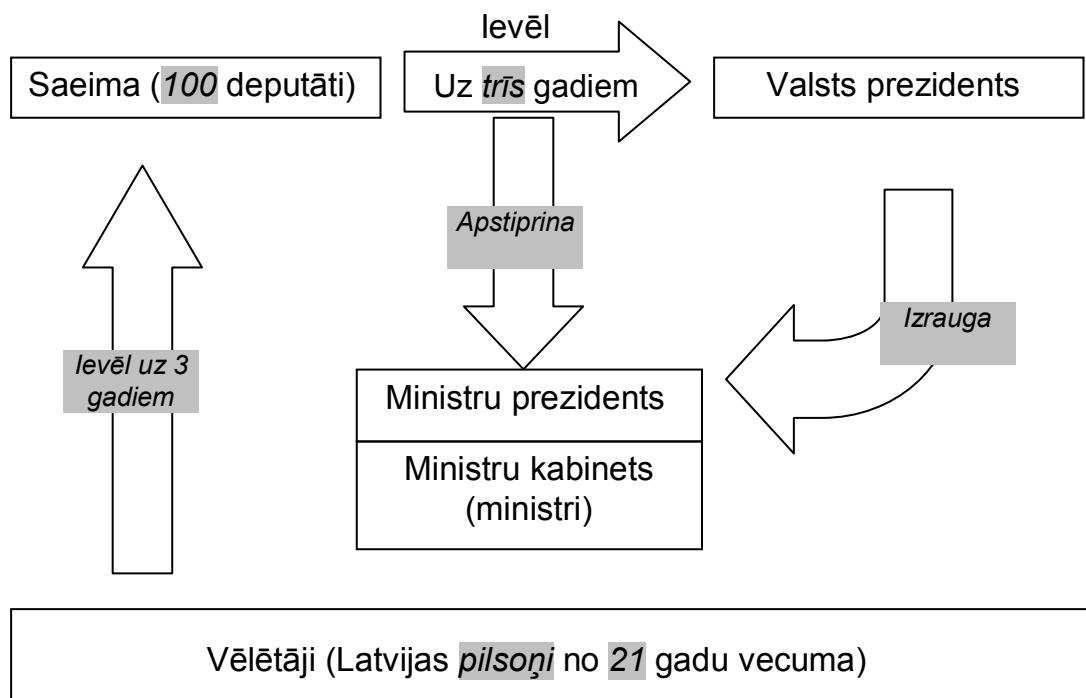 Ievēl
Saeima (100 deputāti)
Uz trīs gadiem
Valsts prezidents
Apstiprina
Izrauga
Ievēl uz 3
gadiem
Ministru prezidents
Ministru kabinets
(ministri)
Vēlētāji (Latvijas pilsoņi no 21 gadu vecuma)